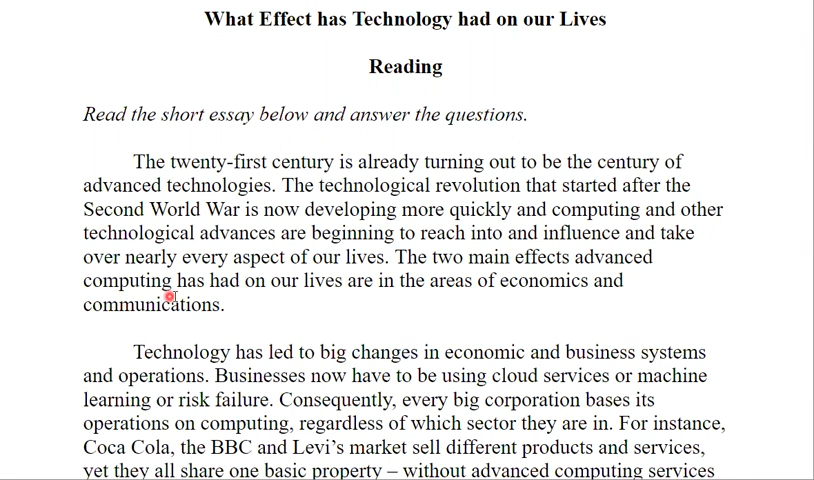 What Effect has Technology had on our Lives
Reading
Read the short essay below and answer the questions.
The twenty-first century is already turning out to be the century of
advanced technologies. The technological revolution that started after the
Second World War is now developing more quickly and computing and other
technological advances are beginning to reach into and influence and take
over nearly every aspect of our lives. The two main effects advanced
computing has had on our lives are in the areas of economics and
communications.
Technology has led to big changes in economic and business systems
and operations. Businesses now have to be using cloud services or machine
learning or risk failure. Consequently, every big corporation bases its
operations on computing, regardless of which sector they are in. For instance,
Coca Cola, the BBC and Levi’s market sell different products and services,
yet they all share one basic property – without advanced computing services